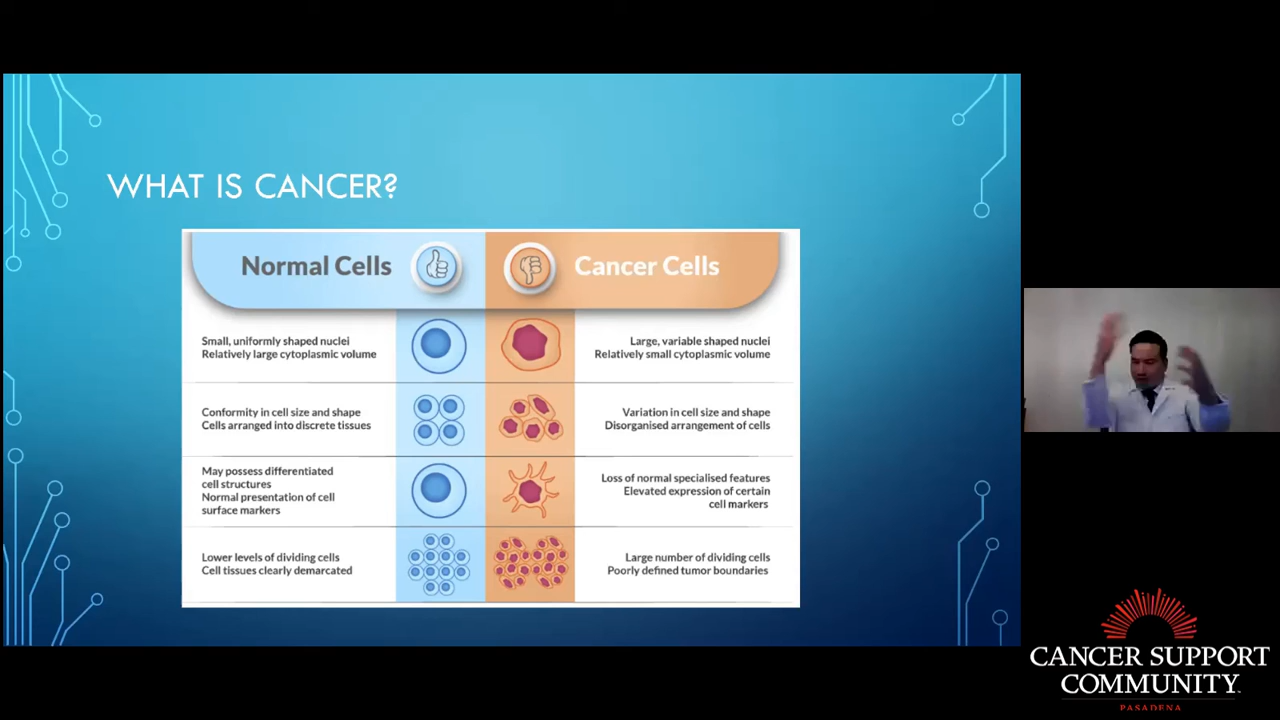 WHAT IS CANCER?
Normal Cells
Cancer Cells
Small, uniformly shaped nuclei
Relatively large cytoplasmic volume
Large, variable shaped nuclei
Relatively small cytoplasmic volume
Conformity in cell size and shape
Cells arranged into discrete tissues
Variation in cell size and shape
Disorganised arrangement of cells
May possess differentiated
cell structures
Normal presentation of cell
surface markers
Loss of normal specialised features
Elevated expression of certain
cell markers
Lower levels of dividing cells
Cell tissues clearly demarcated
Large number of dividing cells
Poorly defined tumor boundaries
CANCER SUPPORT
COMMUNITY
PASADENA